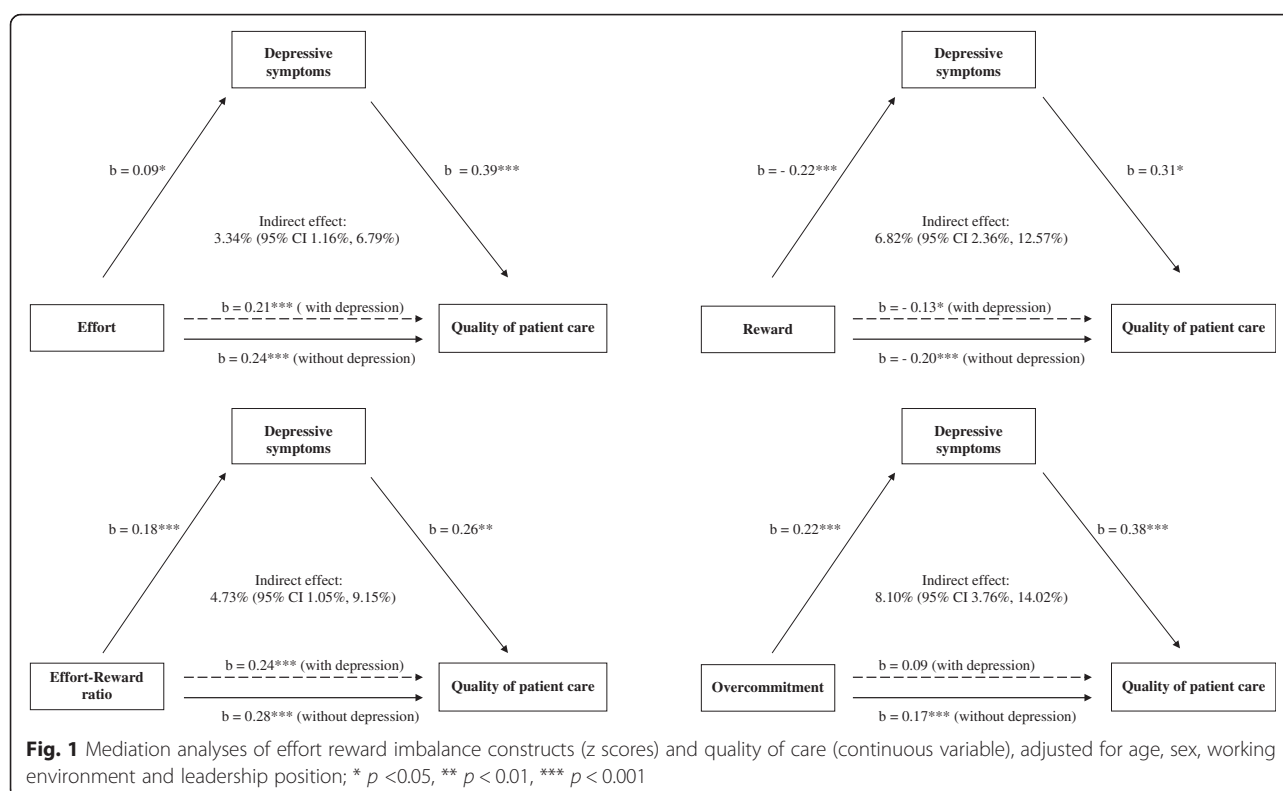 Depressive
symptoms
b = 0.09*
b = 0.39***
Indirect effect:
3.34% (95% CI 1.16%, 6.79%)
Effort
b = 0.21*** ( with depression)
b = 0.24*** (without depression)
Quality of patient care
Depressive
symptoms
b = - 0.22***
b = 0.31*
Indirect effect:
6.82% (95% CI 2.36%, 12.57%)
Reward
b = - 0.13* (with depression)
b = - 0.20*** (without depression)
Quality of patient care
Depressive
symptoms
b = 0.18***
b = 0.26**
Indirect effect:
4.73% (95% CI 1.05%, 9.15%)
Effort-Reward
ratio
b = 0.24*** (with depression)
b = 0.28*** (without depression)
Quality of patient care
Depressive
symptoms
b = 0.22***
b = 0.38***
Indirect effect:
8.10% (95% CI 3.76%, 14.02%)
Overcommitment
b = 0.09 (with depression)
b = 0.17*** (without depression)
Quality of patient care
Fig. 1 Mediation analyses of effort reward imbalance constructs (z scores) and quality of care (continuous variable), adjusted for age, sex, working
environment and leadership position; * p <0.05, ** p < 0.01, *** p < 0.001